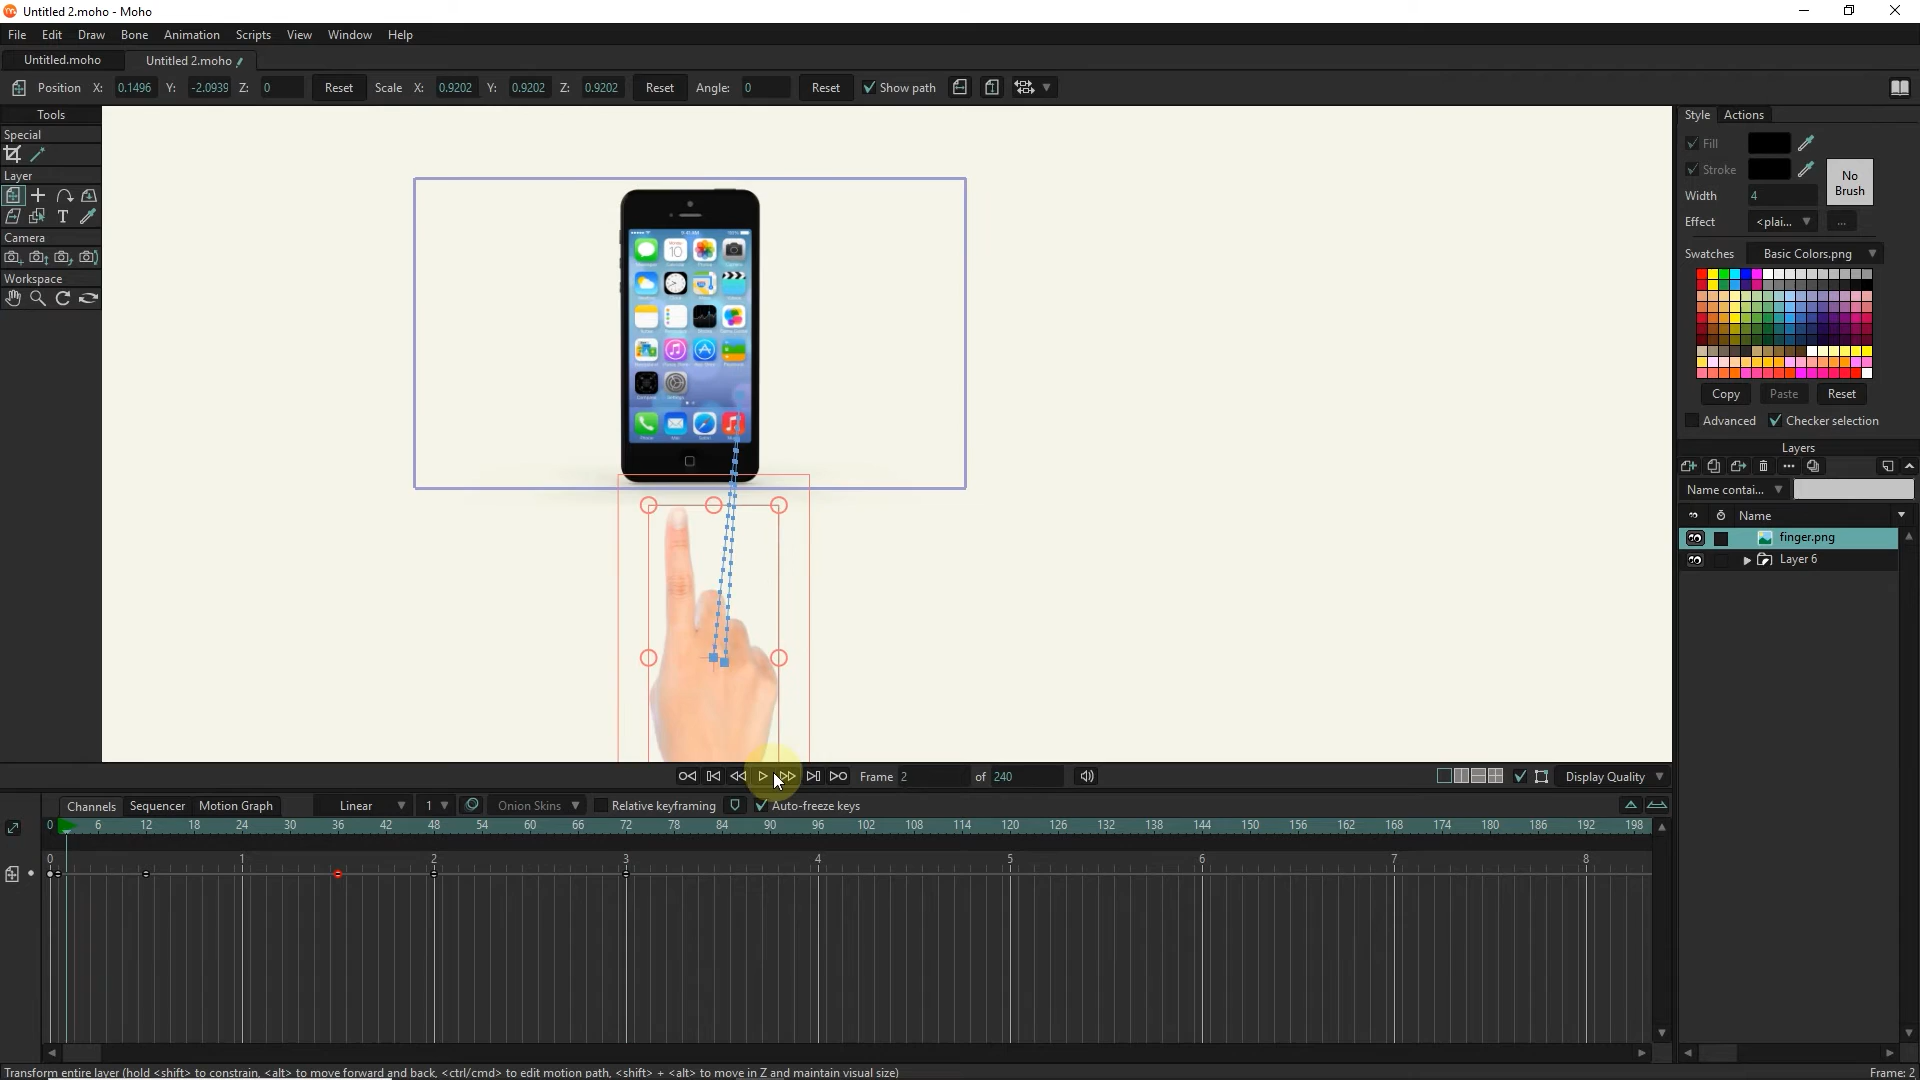 Untitled 2.moho - Moho
File Edit Draw Bone Animation Scripts View Window Help
Untitled.moho Untitled 2.moho
Position X: 0.1496 Y: -2.0939 Z: 0 Reset Scale X: 0.9202 Y: 0.9202 Z: 0.9202 Reset Angle: 0 Reset Show path
Tools
Special
Layer
Camera
Workspace
Style Actions
Fill
Stroke
No Brush
Width 4
Effect <plai... ...
Swatches Basic Colors.png
Copy Paste Reset
Advanced Checker selection
Layers
Name contai...
Name
finger.png
Layer 6
9:41 AM
10
Frame 2 of 240 Display Quality
Channels Sequencer Motion Graph Linear 1 Onion Skins Relative keyframing Auto-freeze keys
0 6 12 18 24 30 36 42 48 54 60 66 72 78 84 90 96 102 108 114 120 126 132 138 144 150 156 162 168 174 180 186 192 198
0 1 2 3 4 5 6 7 8
Transform entire layer (hold <shift> to constrain, <alt> to move forward and back, <ctrl/cmd> to edit motion path, <shift> + <alt> to move in Z and maintain visual size) Frame: 2